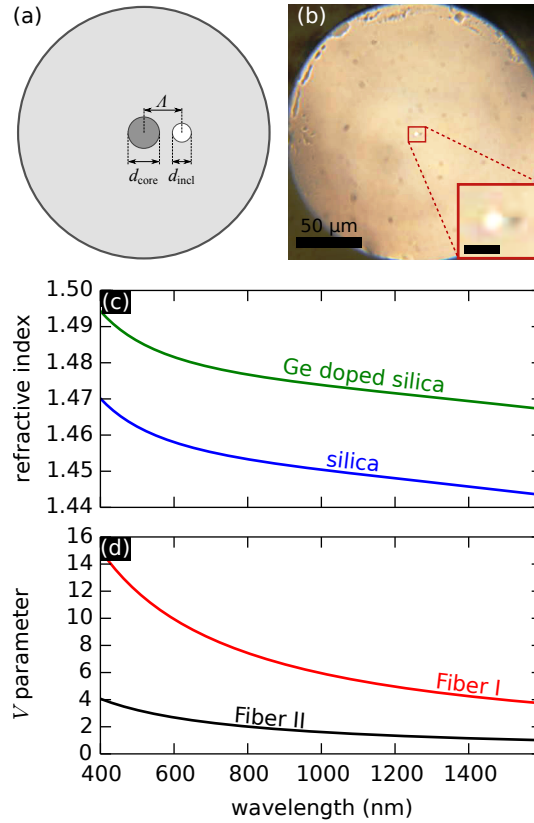 (a)
Λ
d_core
d_incl
(b)
50 µm
(c)
1.50
1.49
1.48
1.47
1.46
1.45
1.44
refractive index
Ge doped silica
silica
(d)
16
14
12
10
8
6
4
2
0
V parameter
Fiber I
Fiber II
400 600 800 1000 1200 1400
wavelength (nm)